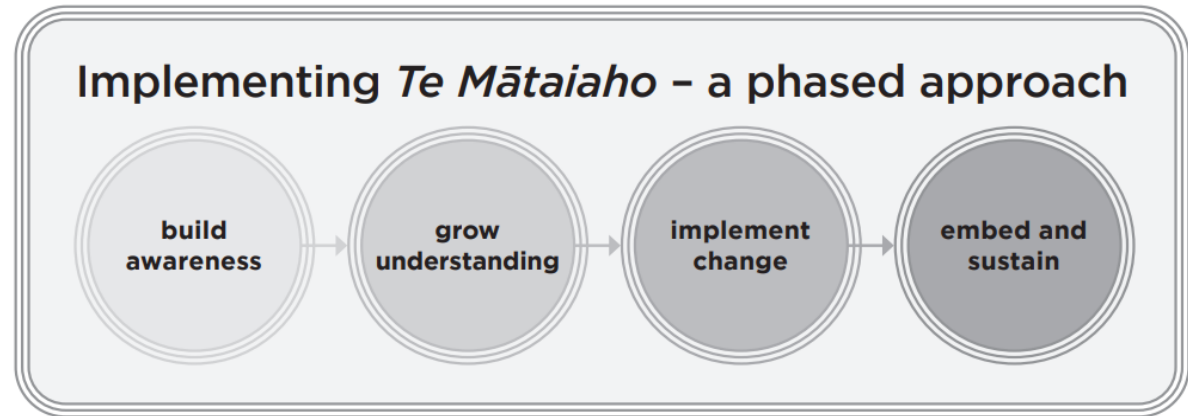 Implementing Te Mātaiaho – a phased approach
build
awareness
grow
understanding
implement
change
embed and
sustain